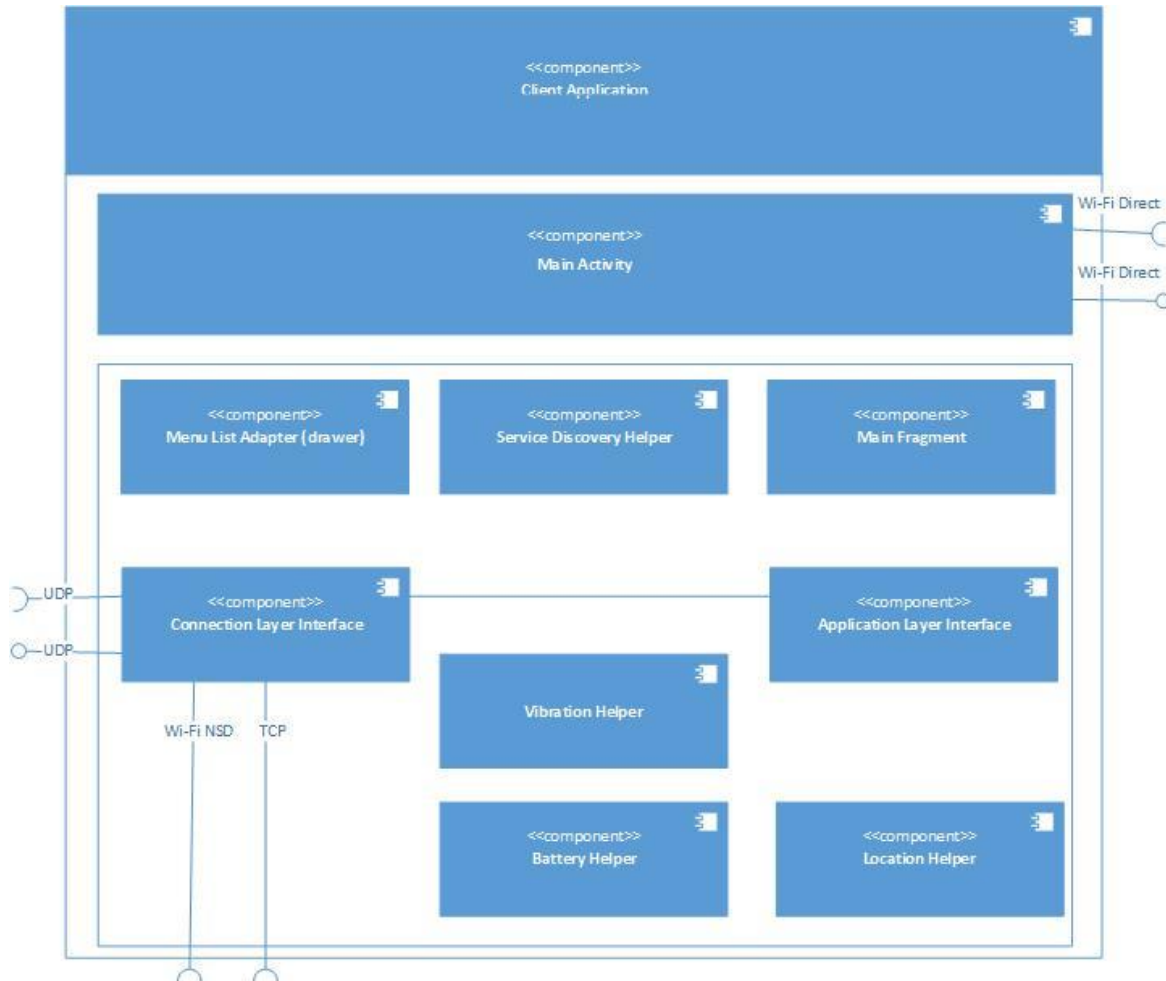 <<component>>
Client Application
<<component>>
Main Activity
Wi-Fi Direct
Wi-Fi Direct
<<component>>
Menu List Adapter (drawer)
<<component>>
Service Discovery Helper
<<component>>
Main Fragment
UDP
UDP
<<component>>
Connection Layer Interface
<<component>>
Application Layer Interface
Vibration Helper
Wi-Fi NSD
TCP
<<component>>
Battery Helper
<<component>>
Location Helper